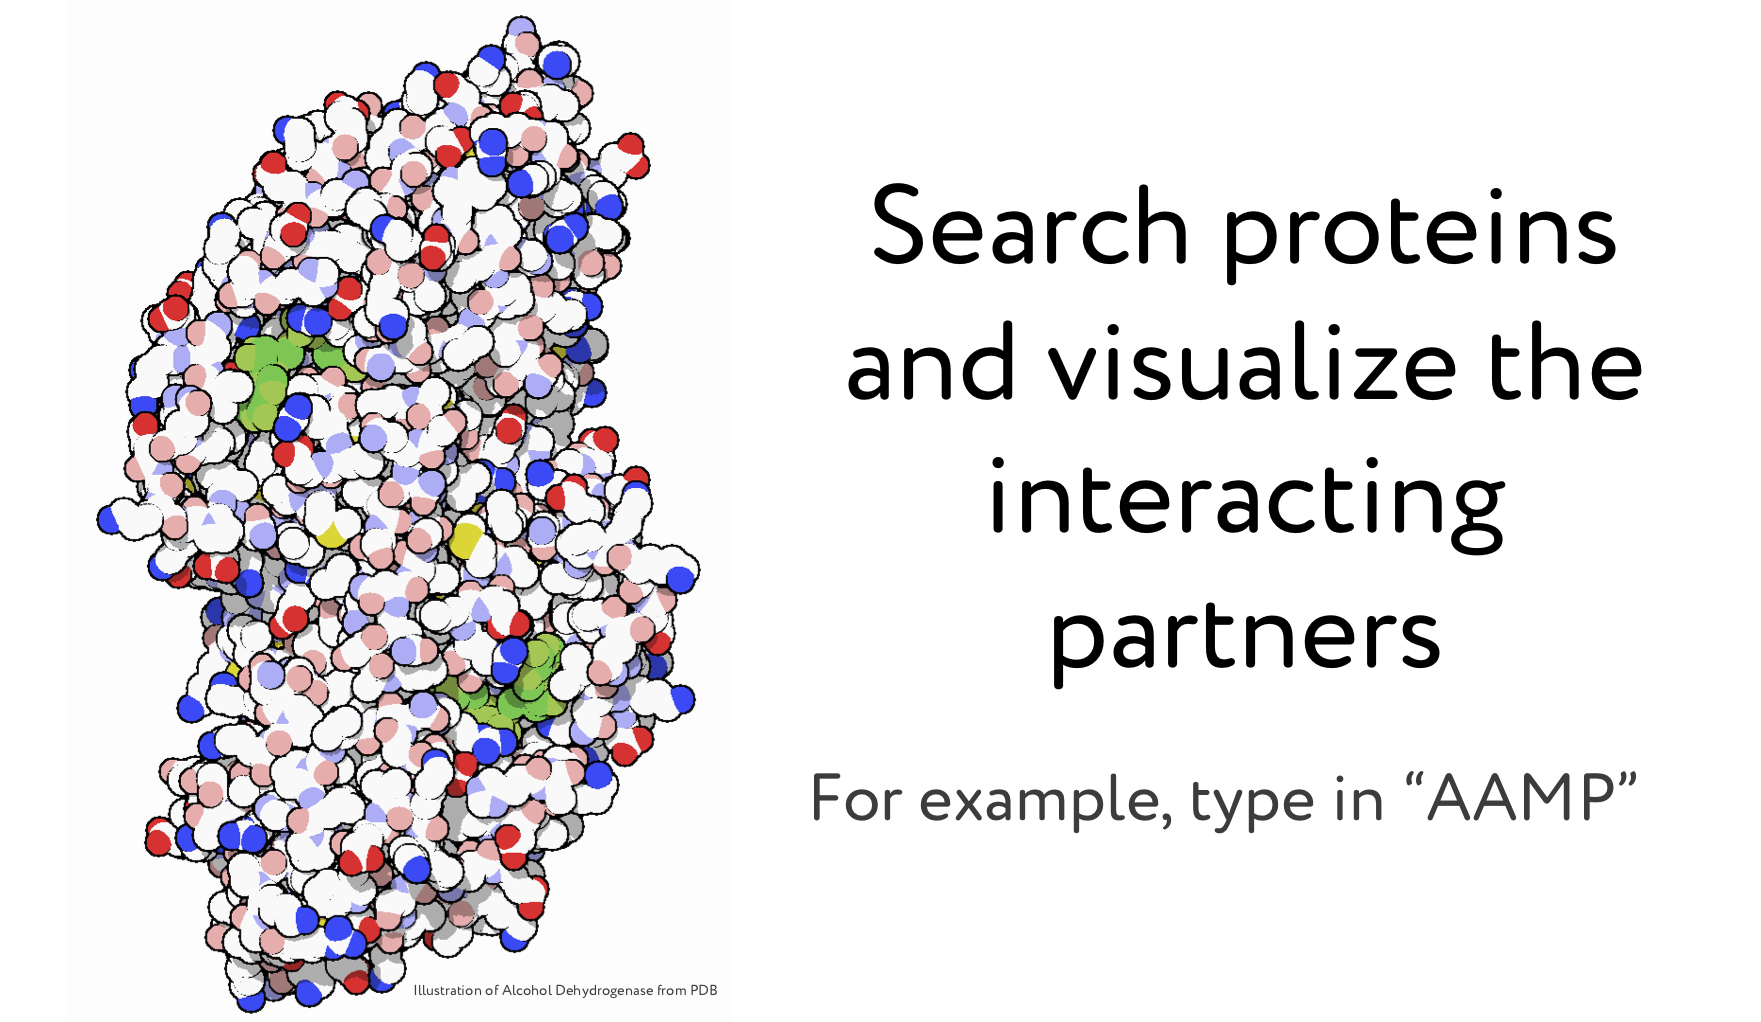 Search proteins
and visualize the
interacting
partners
For example, type in “AAMP”
Illustration of Alcohol Dehydrogenase from PDB